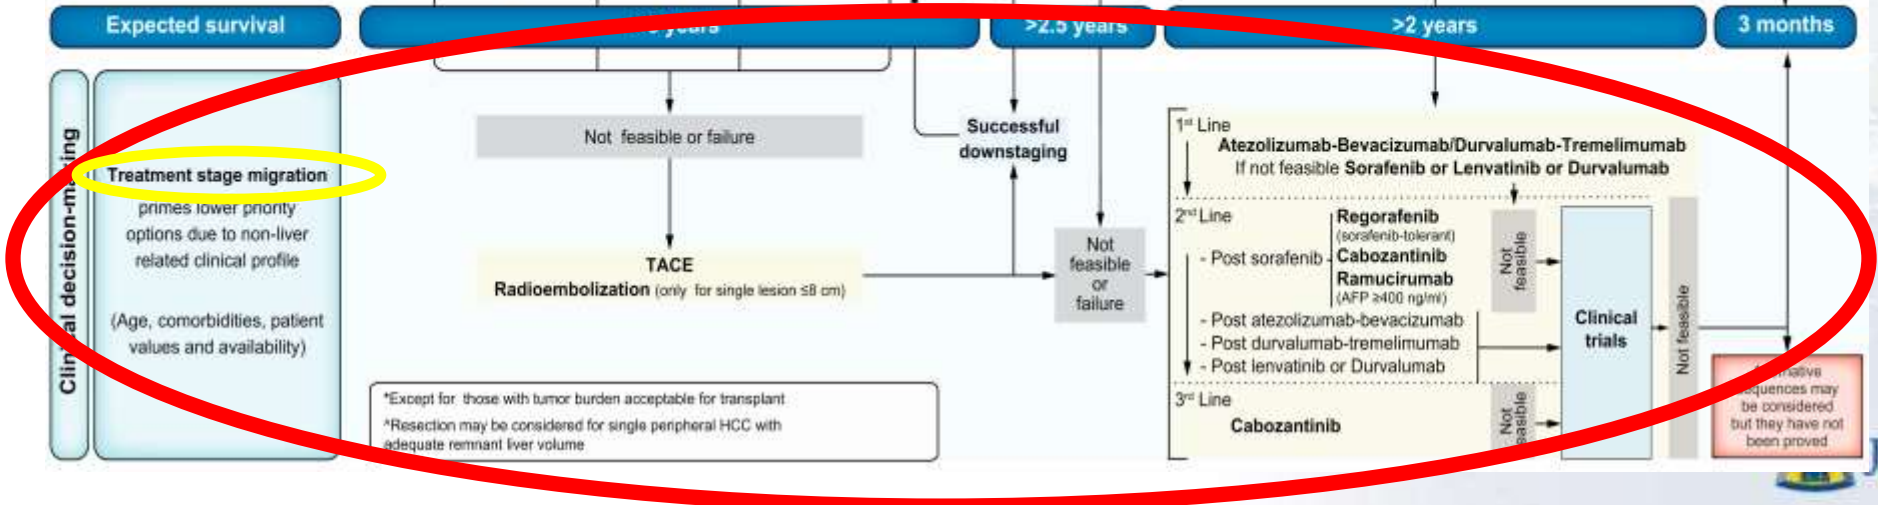 Expected survival
years
>2.5 years
>2 years
3 months
Clinical decision-making
Treatment stage migration
primes lower priority
options due to non-liver
related clinical profile
(Age, comorbidities, patient
values and availability)
Not feasible or failure
TACE
Radioembolization (only for single lesion ≤8 cm)
Successful
downstaging
Not
feasible
or
failure
*Except for those with tumor burden acceptable for transplant
^Resection may be considered for single peripheral HCC with
adequate remnant liver volume
1st Line
Atezolizumab-Bevacizumab/Durvalumab-Tremelimumab
If not feasible Sorafenib or Lenvatinib or Durvalumab
2nd Line
- Post sorafenib
Regorafenib
(sorafenib-tolerant)
Cabozantinib
Ramucirumab
(AFP ≥400 ng/ml)
- Post atezolizumab-bevacizumab
- Post durvalumab-tremelimumab
- Post lenvatinib or Durvalumab
Not
feasible
3rd Line
Cabozantinib
Not
feasible
Clinical
trials
Not feasible
sequences may
be considered
but they have not
been proved